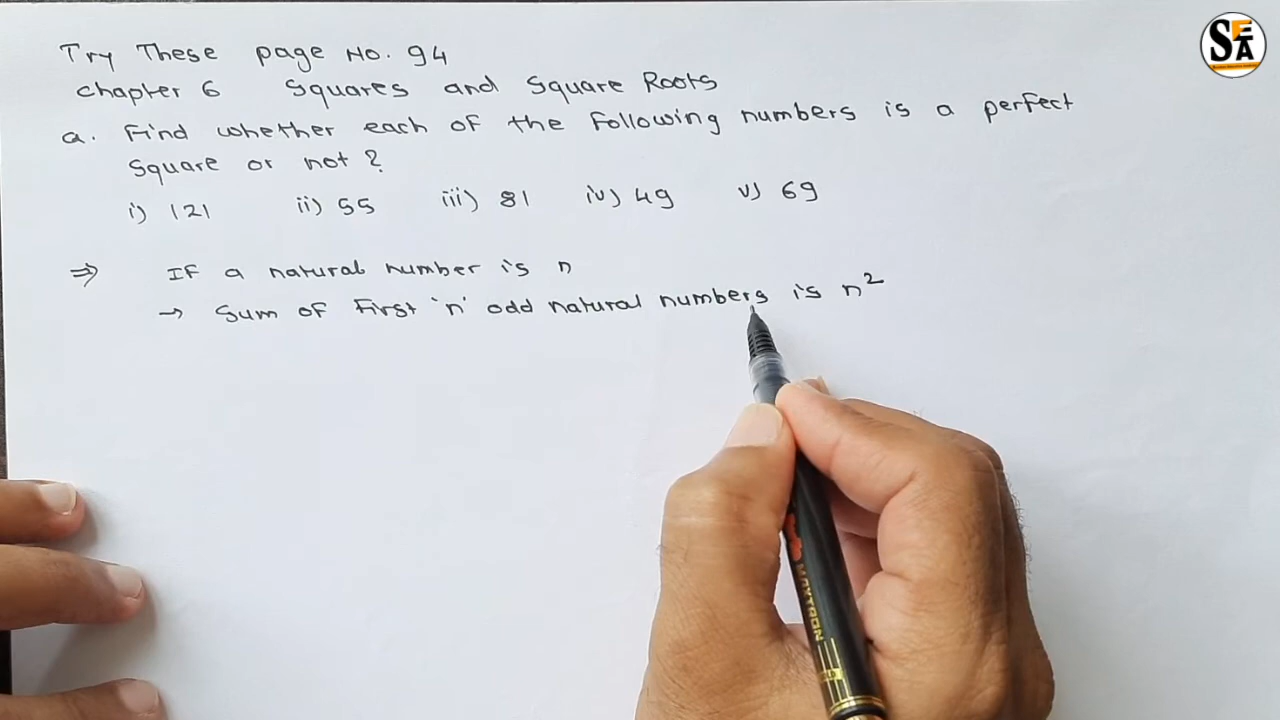 Try These page No. 94
chapter 6 Squares and Square Roots
a. Find whether each of the following numbers is a perfect
square or not ?
i) 121 ii) 55 iii) 81 iv) 49 v) 69
⇒ If a natural number is n
→ Sum of First 'n' odd natural numbers is n²
SETA
MAXTRON